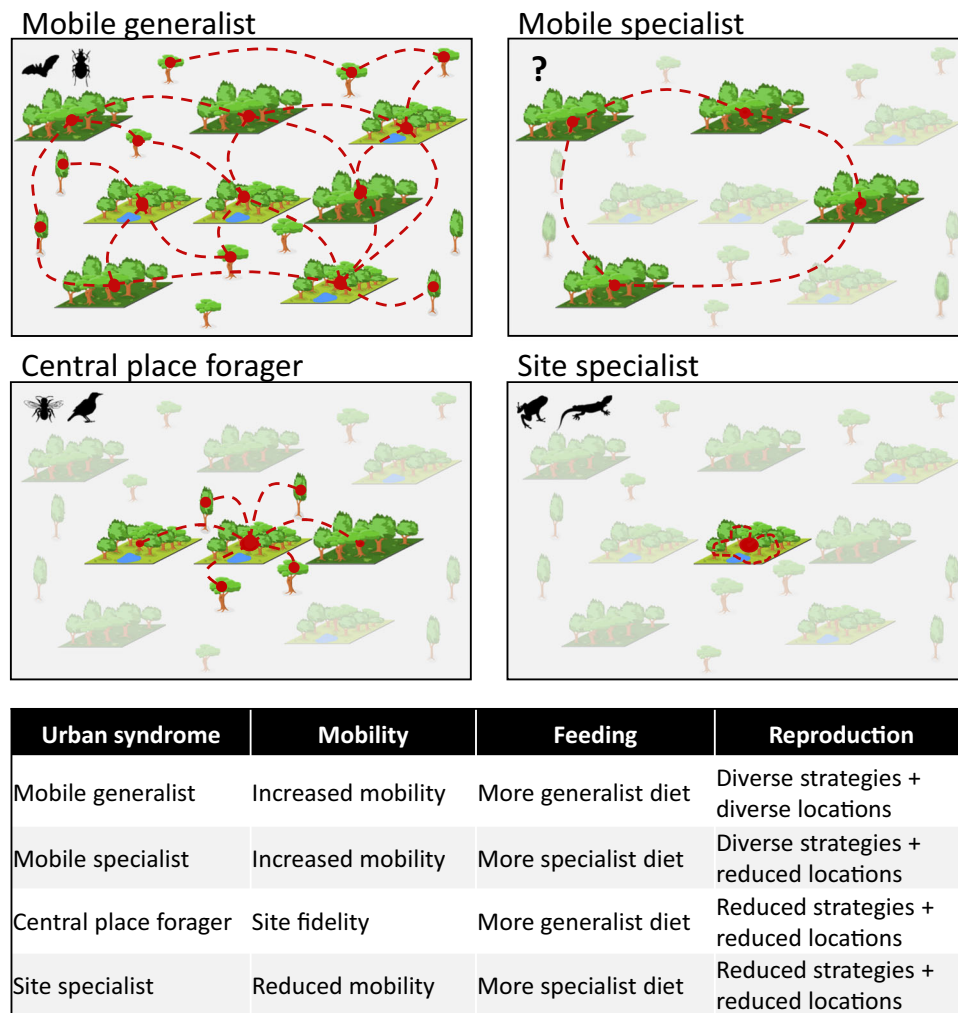 Mobile generalist
Mobile specialist
?
Central place forager
Site specialist
Urban syndrome Mobility Feeding Reproduction
Mobile generalist Increased mobility More generalist diet Diverse strategies +
diverse locations
Mobile specialist Increased mobility More specialist diet Diverse strategies +
reduced locations
Central place forager Site fidelity More generalist diet Reduced strategies +
reduced locations
Site specialist Reduced mobility More specialist diet Reduced strategies +
reduced locations